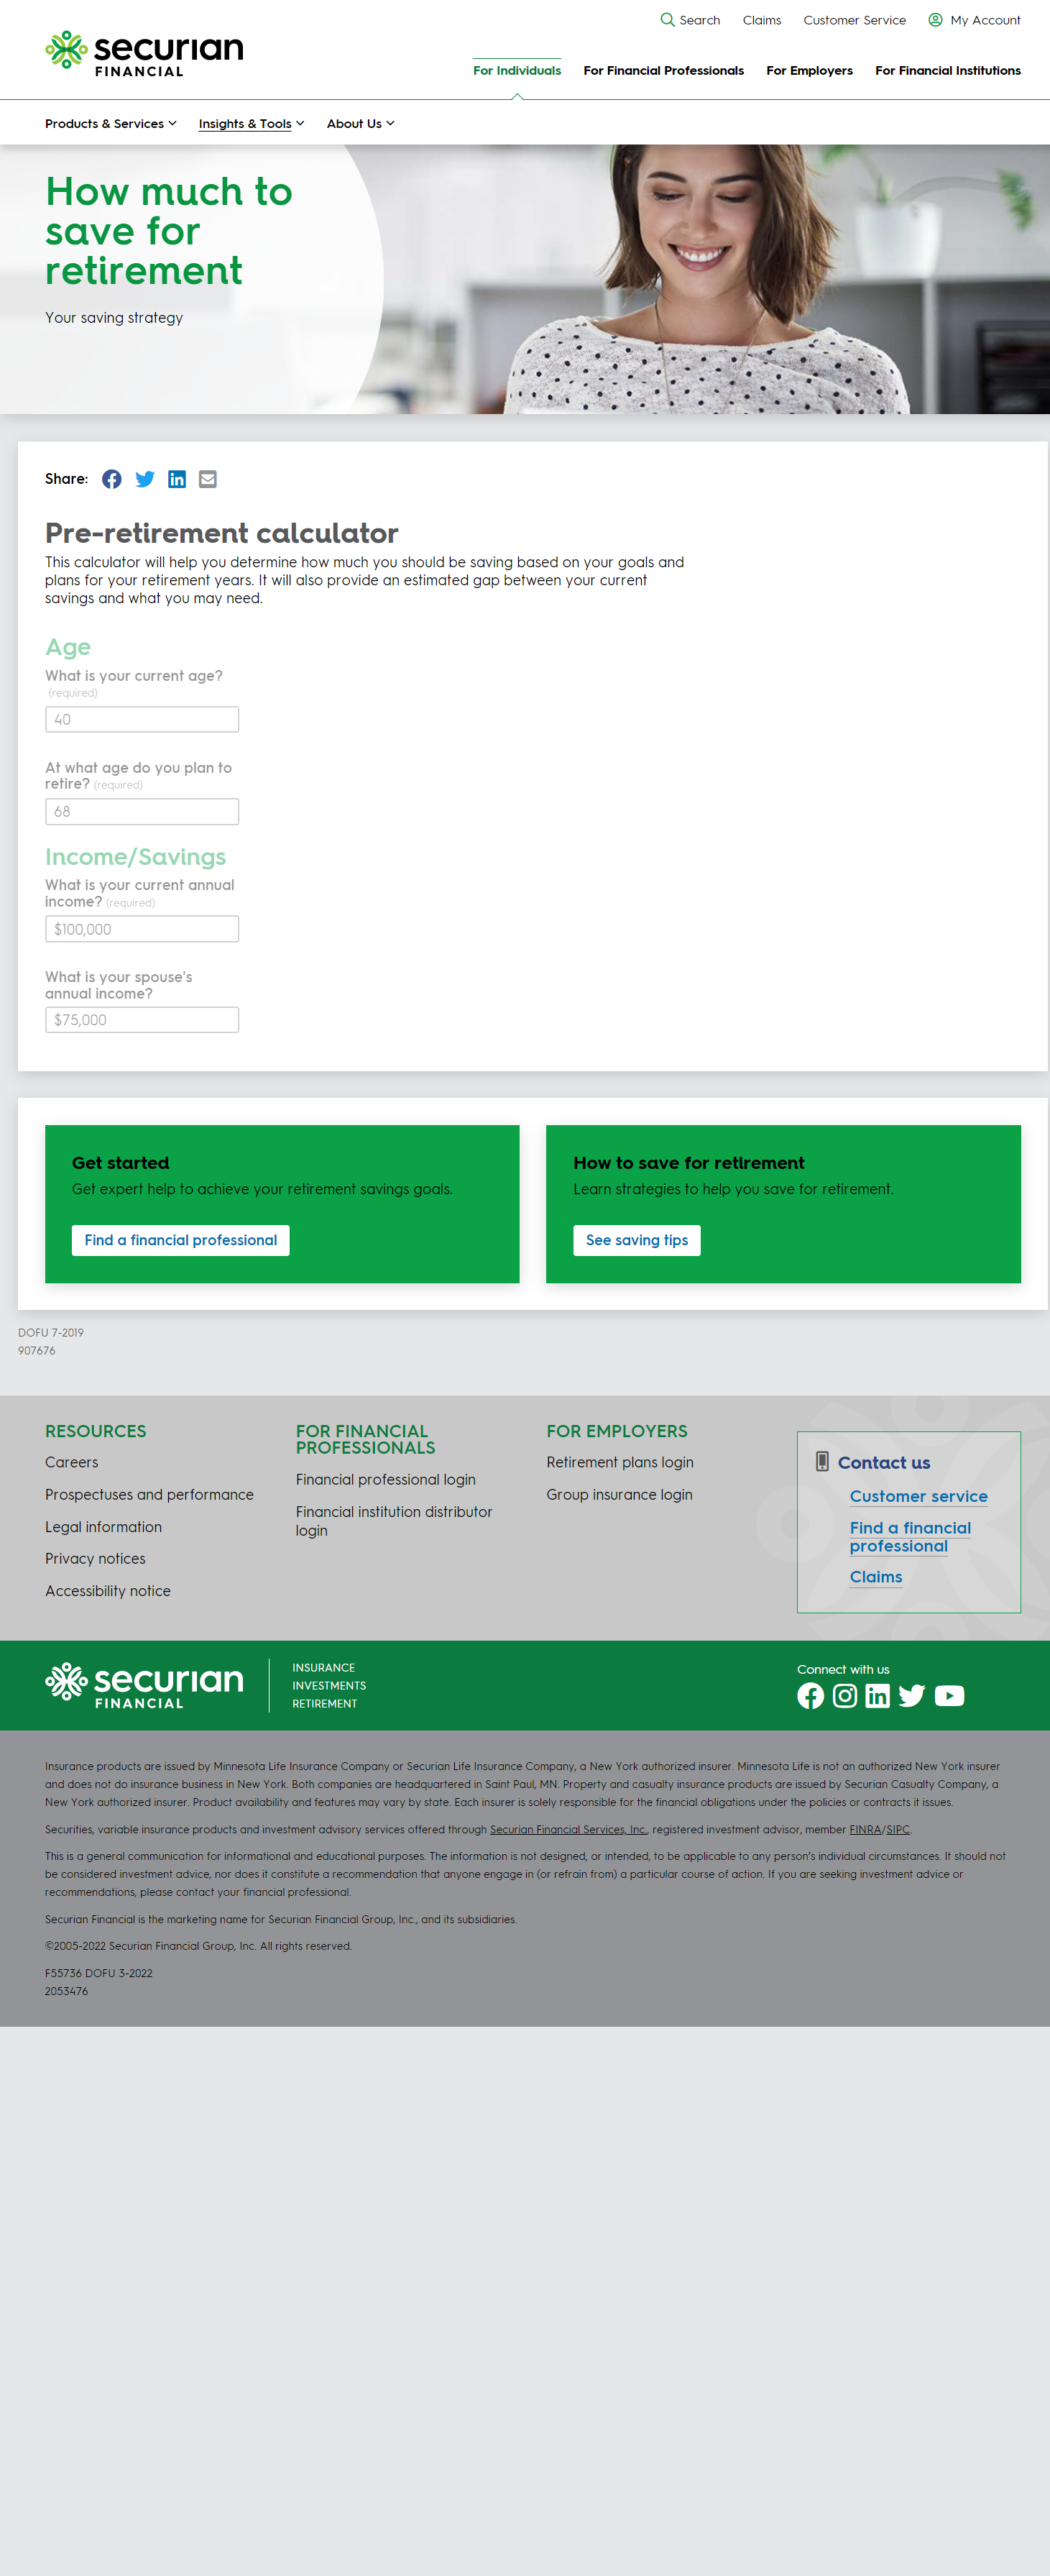 Search Claims Customer Service My Account
securian
FINANCIAL
For Individuals For Financial Professionals For Employers For Financial Institutions
Products & Services Insights & Tools About Us
How much to
save for
retirement
Your saving strategy
Share:
Pre-retirement calculator
This calculator will help you determine how much you should be saving based on your goals and
plans for your retirement years. It will also provide an estimated gap between your current
savings and what you may need.
Age
What is your current age?
(required)
40
At what age do you plan to
retire? (required)
68
Income/Savings
What is your current annual
income? (required)
$100,000
What is your spouse's
annual income?
$75,000
Get started
Get expert help to achieve your retirement savings goals.
Find a financial professional
How to save for retirement
Learn strategies to help you save for retirement.
See saving tips
DOFU 7-2019
907676
RESOURCES
Careers
Prospectuses and performance
Legal information
Privacy notices
Accessibility notice
FOR FINANCIAL
PROFESSIONALS
Financial professional login
Financial institution distributor
login
FOR EMPLOYERS
Retirement plans login
Group insurance login
Contact us
Customer service
Find a financial
professional
Claims
securian
FINANCIAL
INSURANCE
INVESTMENTS
RETIREMENT
Connect with us
Insurance products are issued by Minnesota Life Insurance Company or Securian Life Insurance Company, a New York authorized insurer. Minnesota Life is not an authorized New York insurer
and does not do insurance business in New York. Both companies are headquartered in Saint Paul, MN. Property and casualty insurance products are issued by Securian Casualty Company, a
New York authorized insurer. Product availability and features may vary by state. Each insurer is solely responsible for the financial obligations under the policies or contracts it issues.
Securities, variable insurance products and investment advisory services offered through Securian Financial Services, Inc., registered investment advisor, member FINRA/SIPC.
This is a general communication for informational and educational purposes. The information is not designed, or intended, to be applicable to any person's individual circumstances. It should not
be considered investment advice, nor does it constitute a recommendation that anyone engage in (or refrain from) a particular course of action. If you are seeking investment advice or
recommendations, please contact your financial professional.
Securian Financial is the marketing name for Securian Financial Group, Inc., and its subsidiaries.
©2005-2022 Securian Financial Group, Inc. All rights reserved.
F55736 DOFU 3-2022
2053476